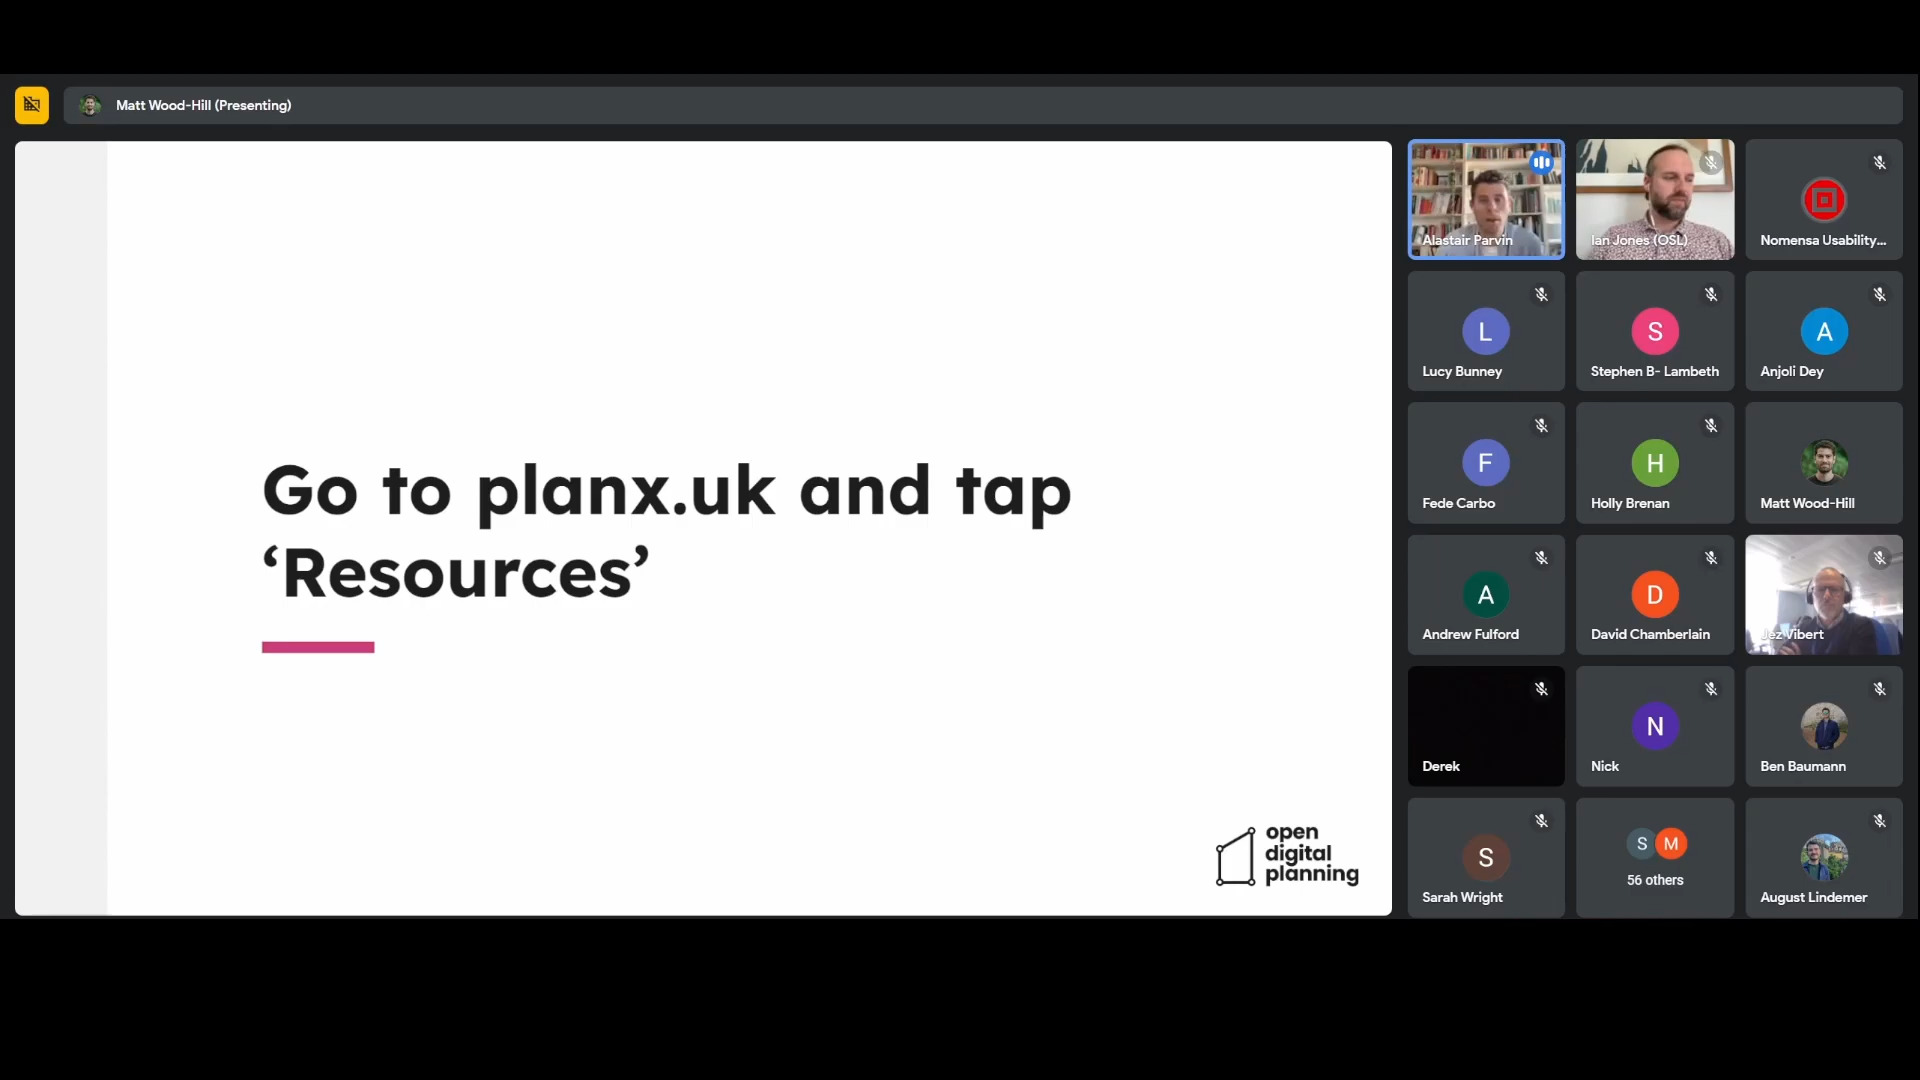 Matt Wood-Hill (Presenting)
Go to planx.uk and tap
‘Resources’
open
digital
planning
Alastair Parvin
Ian Jones (OSL)
Nomensa Usability...
L
Lucy Bunney
S
Stephen B- Lambeth
A
Anjoli Dey
F
Fede Carbo
H
Holly Brenan
Matt Wood-Hill
A
Andrew Fulford
D
David Chamberlain
Jez Vibert
Derek
N
Nick
Ben Baumann
S
Sarah Wright
S M
56 others
August Lindemer